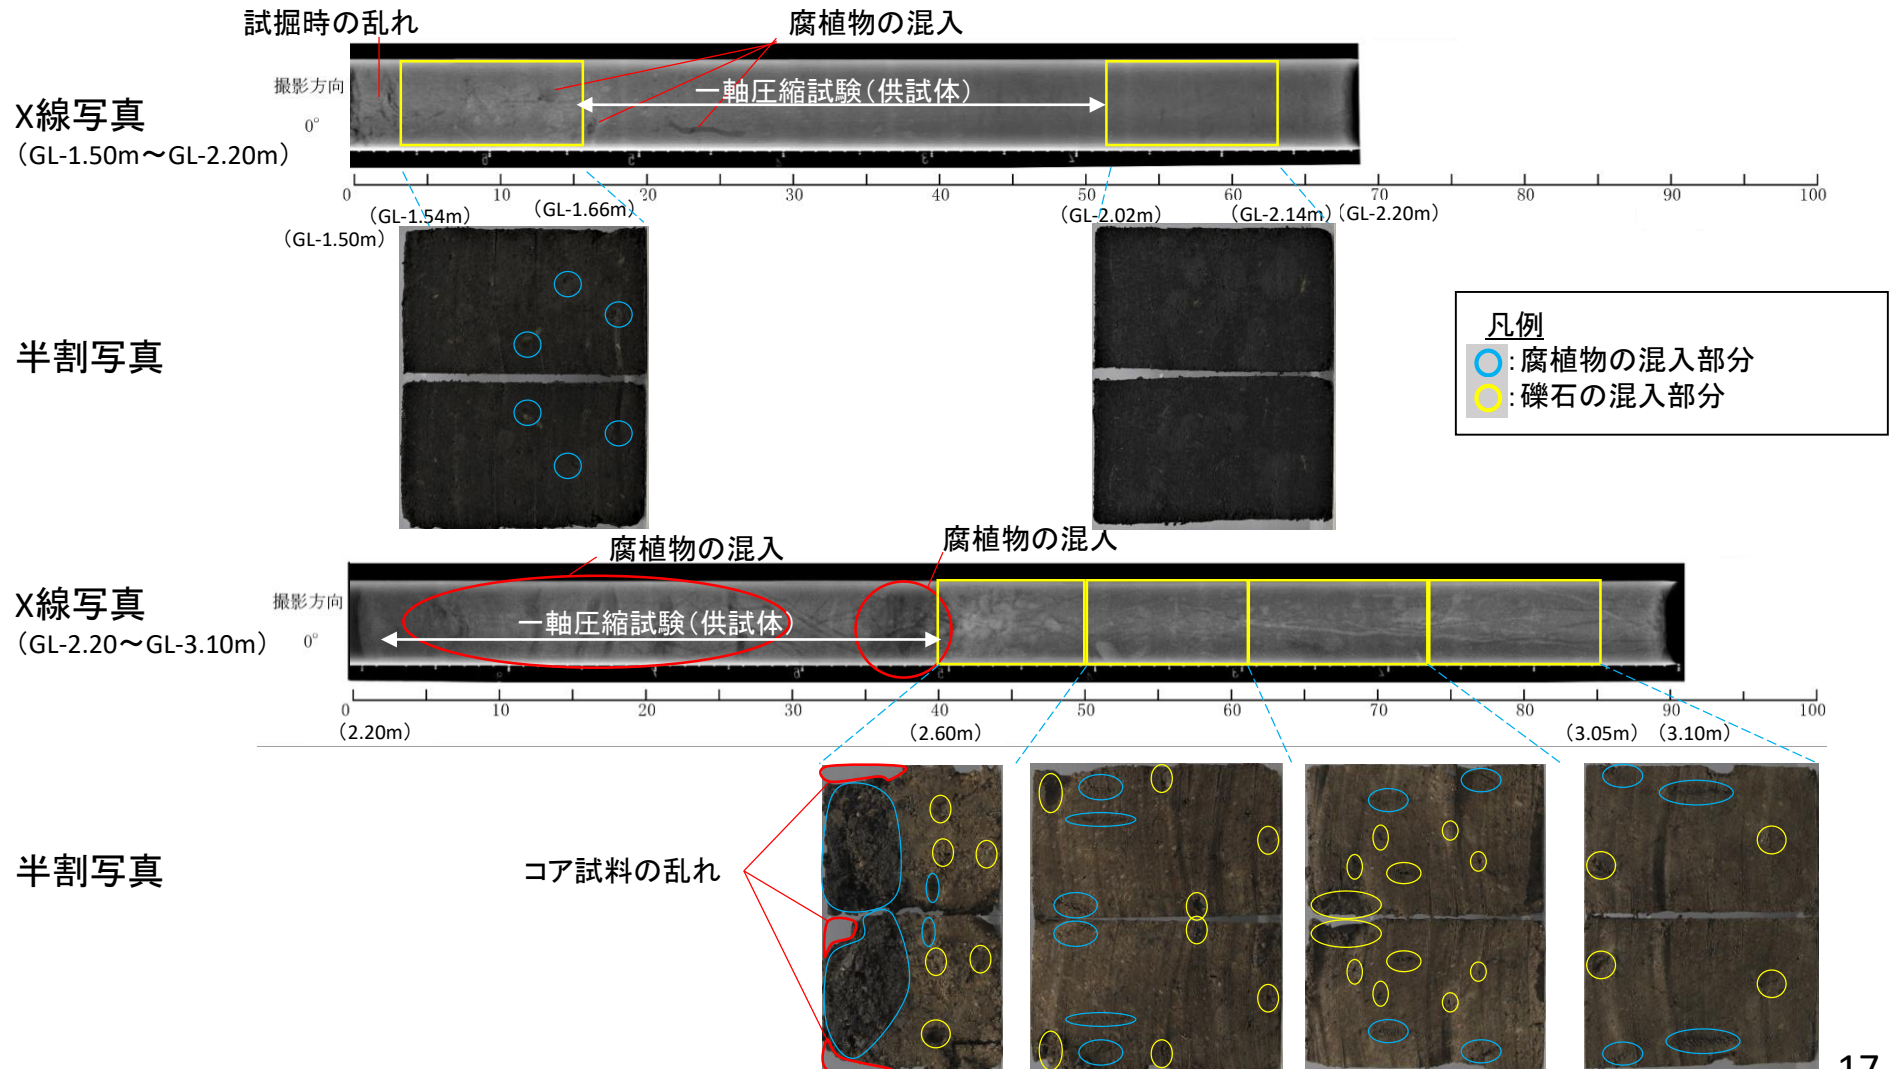 試掘時の乱れ
腐植物の混入
撮影方向
0°
一軸圧縮試験（供試体）
X線写真
（GL-1.50m～GL-2.20m）
0 10 20 30 40 50 60 70 80 90 100
（GL-1.54m）
（GL-1.66m）
（GL-2.02m）
（GL-2.14m）
（GL-2.20m）
（GL-1.50m）
半割写真
凡例
：腐植物の混入部分
：礫石の混入部分
腐植物の混入
腐植物の混入
撮影方向
0°
一軸圧縮試験（供試体）
X線写真
（GL-2.20～GL-3.10m）
0 10 20 30 40 50 60 70 80 90 100
（2.20m）
（2.60m）
（3.05m）
（3.10m）
コア試料の乱れ
半割写真
17